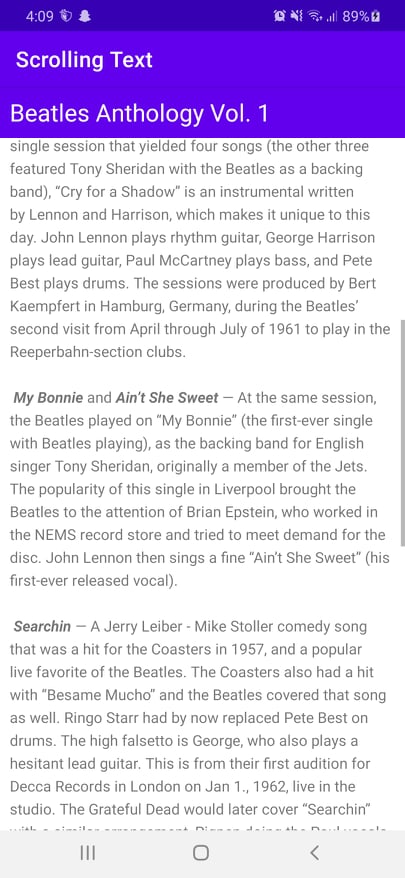 4:09
89%
Scrolling Text
Beatles Anthology Vol. 1
single session that yielded four songs (the other three
featured Tony Sheridan with the Beatles as a backing
band), “Cry for a Shadow” is an instrumental written
by Lennon and Harrison, which makes it unique to this
day. John Lennon plays rhythm guitar, George Harrison
plays lead guitar, Paul McCartney plays bass, and Pete
Best plays drums. The sessions were produced by Bert
Kaempfert in Hamburg, Germany, during the Beatles’
second visit from April through July of 1961 to play in the
Reeperbahn-section clubs.
My Bonnie and Ain’t She Sweet — At the same session,
the Beatles played on “My Bonnie” (the first-ever single
with Beatles playing), as the backing band for English
singer Tony Sheridan, originally a member of the Jets.
The popularity of this single in Liverpool brought the
Beatles to the attention of Brian Epstein, who worked in
the NEMS record store and tried to meet demand for the
disc. John Lennon then sings a fine “Ain’t She Sweet” (his
first-ever released vocal).
Searchin — A Jerry Leiber - Mike Stoller comedy song
that was a hit for the Coasters in 1957, and a popular
live favorite of the Beatles. The Coasters also had a hit
with “Besame Mucho” and the Beatles covered that song
as well. Ringo Starr had by now replaced Pete Best on
drums. The high falsetto is George, who also plays a
hesitant lead guitar. This is from their first audition for
Decca Records in London on Jan 1., 1962, live in the
studio. The Grateful Dead would later cover “Searchin”